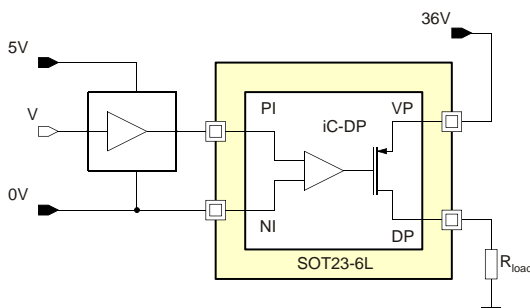 36V
5V
V
0V
PI
VP
iC-DP
NI
DP
SOT23-6L
Rload